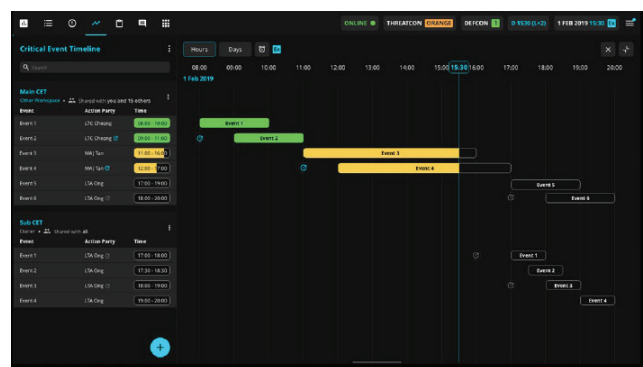 ONLINE THREATCON ORANGE DEFCON 1 D 1530 (L+2) 1 FEB 2019 15:30
Critical Event Timeline
Hours Days
Search
08:00 09:00 10:00 11:00 12:00 13:00 14:00 15:00 15:30 16:00 17:00 18:00 19:00 20:00
1 Feb 2019
Main CET
Other Workspace • Shared with you and 15 others
Event Action Party Time
Event 1 LTC Cheong 08:00 - 10:00
Event 2 LTC Cheong 09:00 - 11:00
Event 3 MAJ Tan 11:00 - 16:0
Event 4 MAJ Tan 12:00 - 17:00
Event 5 LTA Ong 17:00 - 19:00
Event 6 LTA Ong 18:00 - 20:00
Event 1
Event 2
Event 3
Event 4
Event 5
Event 6
Sub CET
Owner • Shared with all
Event Action Party Time
Event 1 LTA Ong 17:00 - 18:00
Event 2 LTA Ong 17:30 - 18:30
Event 3 LTA Ong 18:00 - 19:00
Event 4 LTA Ong 19:00 - 20:00
Event 1
Event 2
Event 3
Event 4